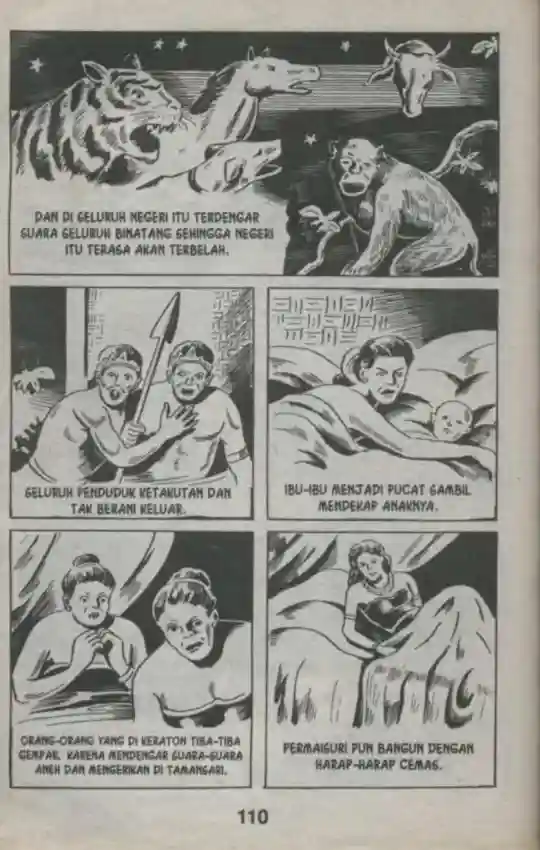 DAN DI SELURUH NEGERI ITU TERDENGAR
SUARA SELURUH BINATANG SEHINGGA NEGERI
ITU TERASA AKAN TERBELAH.
SELURUH PENDUDUK KETAKUTAN DAN
TAK BERANI KELUAR.
IBU-IBU MENJADI PUCAT SAMBIL
MENDEKAP ANAKNYA.
ORANG-ORANG YANG DI KERATON TIBA-TIBA
GEMPAR. KARENA MENDENGAR SUARA-SUARA
ANEH DAN MENGERIKAN DI TAMANSARI.
PERMAISURI PUN BANGUN DENGAN
HARAP-HARAP CEMAS.
110